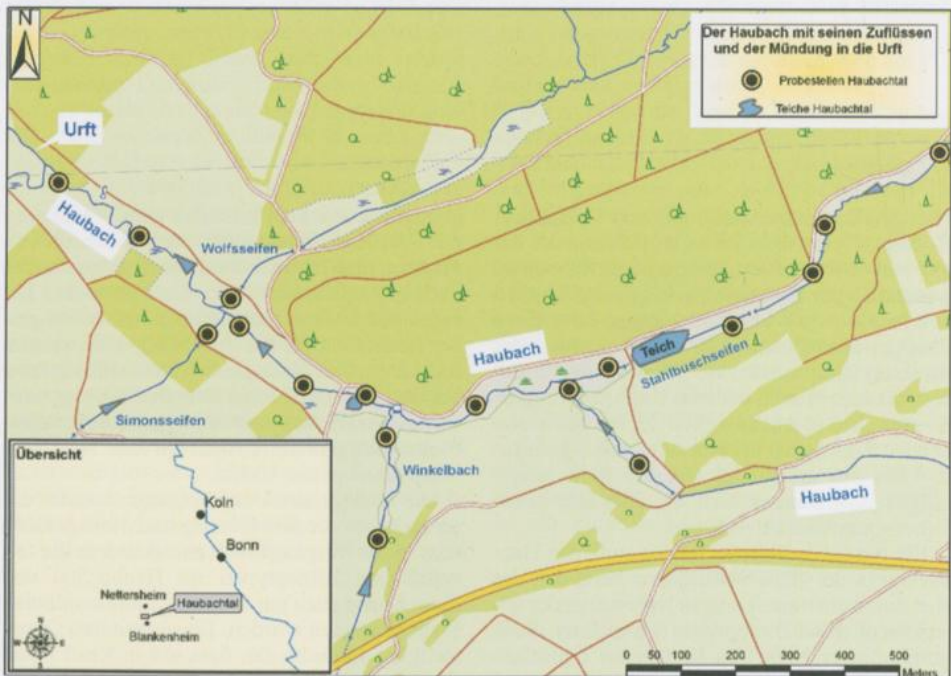 N
Der Haubach mit seinen Zuflüssen
und der Mündung in die Urft
Probestellen Haubachtal
Teiche Haubachtal
Urft
Haubach
Wolfsseifen
Haubach
Teich
Stahlbuschseifen
Simonsseifen
Winkelbach
Haubach
Übersicht
Koln
Bonn
Nettersheim
Haubachtal
Blankenheim
N
W
E
S
0 50 100 200 300 400 500
Meters